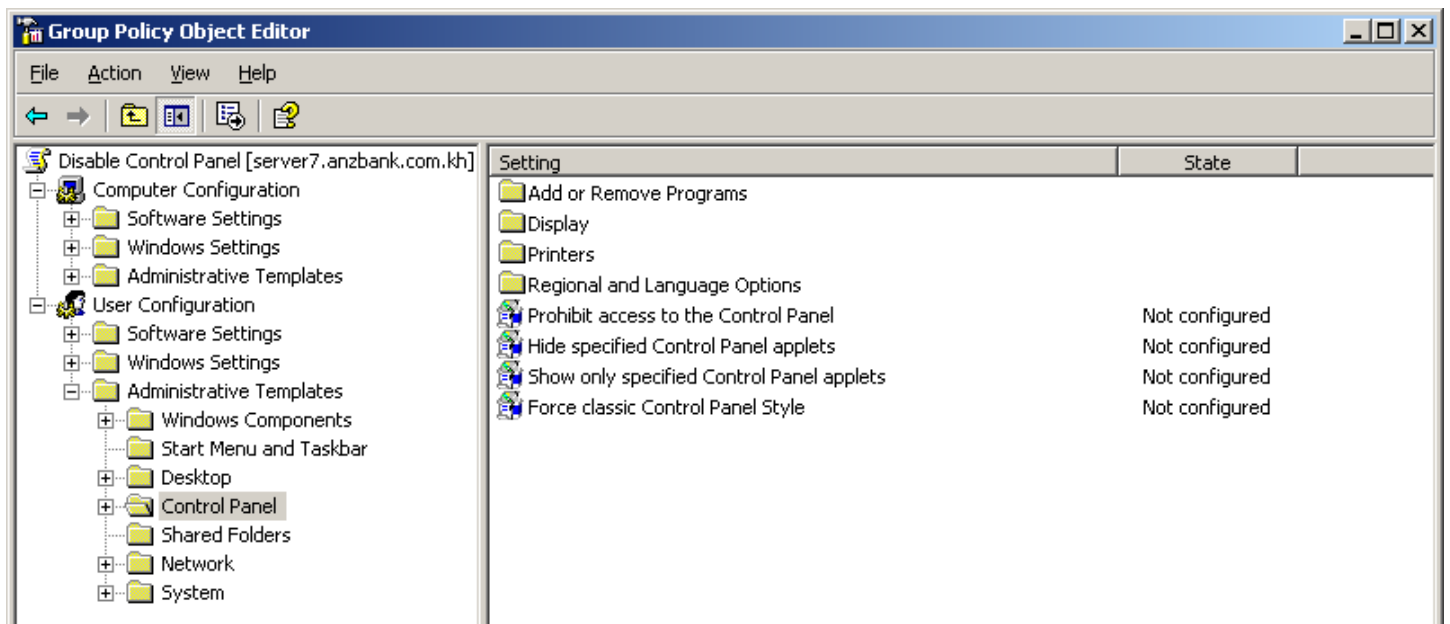 Group Policy Object Editor
File Action View Help
Disable Control Panel [server7.anzbank.com.kh]
Computer Configuration
Software Settings
Windows Settings
Administrative Templates
User Configuration
Software Settings
Windows Settings
Administrative Templates
Windows Components
Start Menu and Taskbar
Desktop
Control Panel
Shared Folders
Network
System
Setting State
Add or Remove Programs
Display
Printers
Regional and Language Options
Prohibit access to the Control Panel Not configured
Hide specified Control Panel applets Not configured
Show only specified Control Panel applets Not configured
Force classic Control Panel Style Not configured